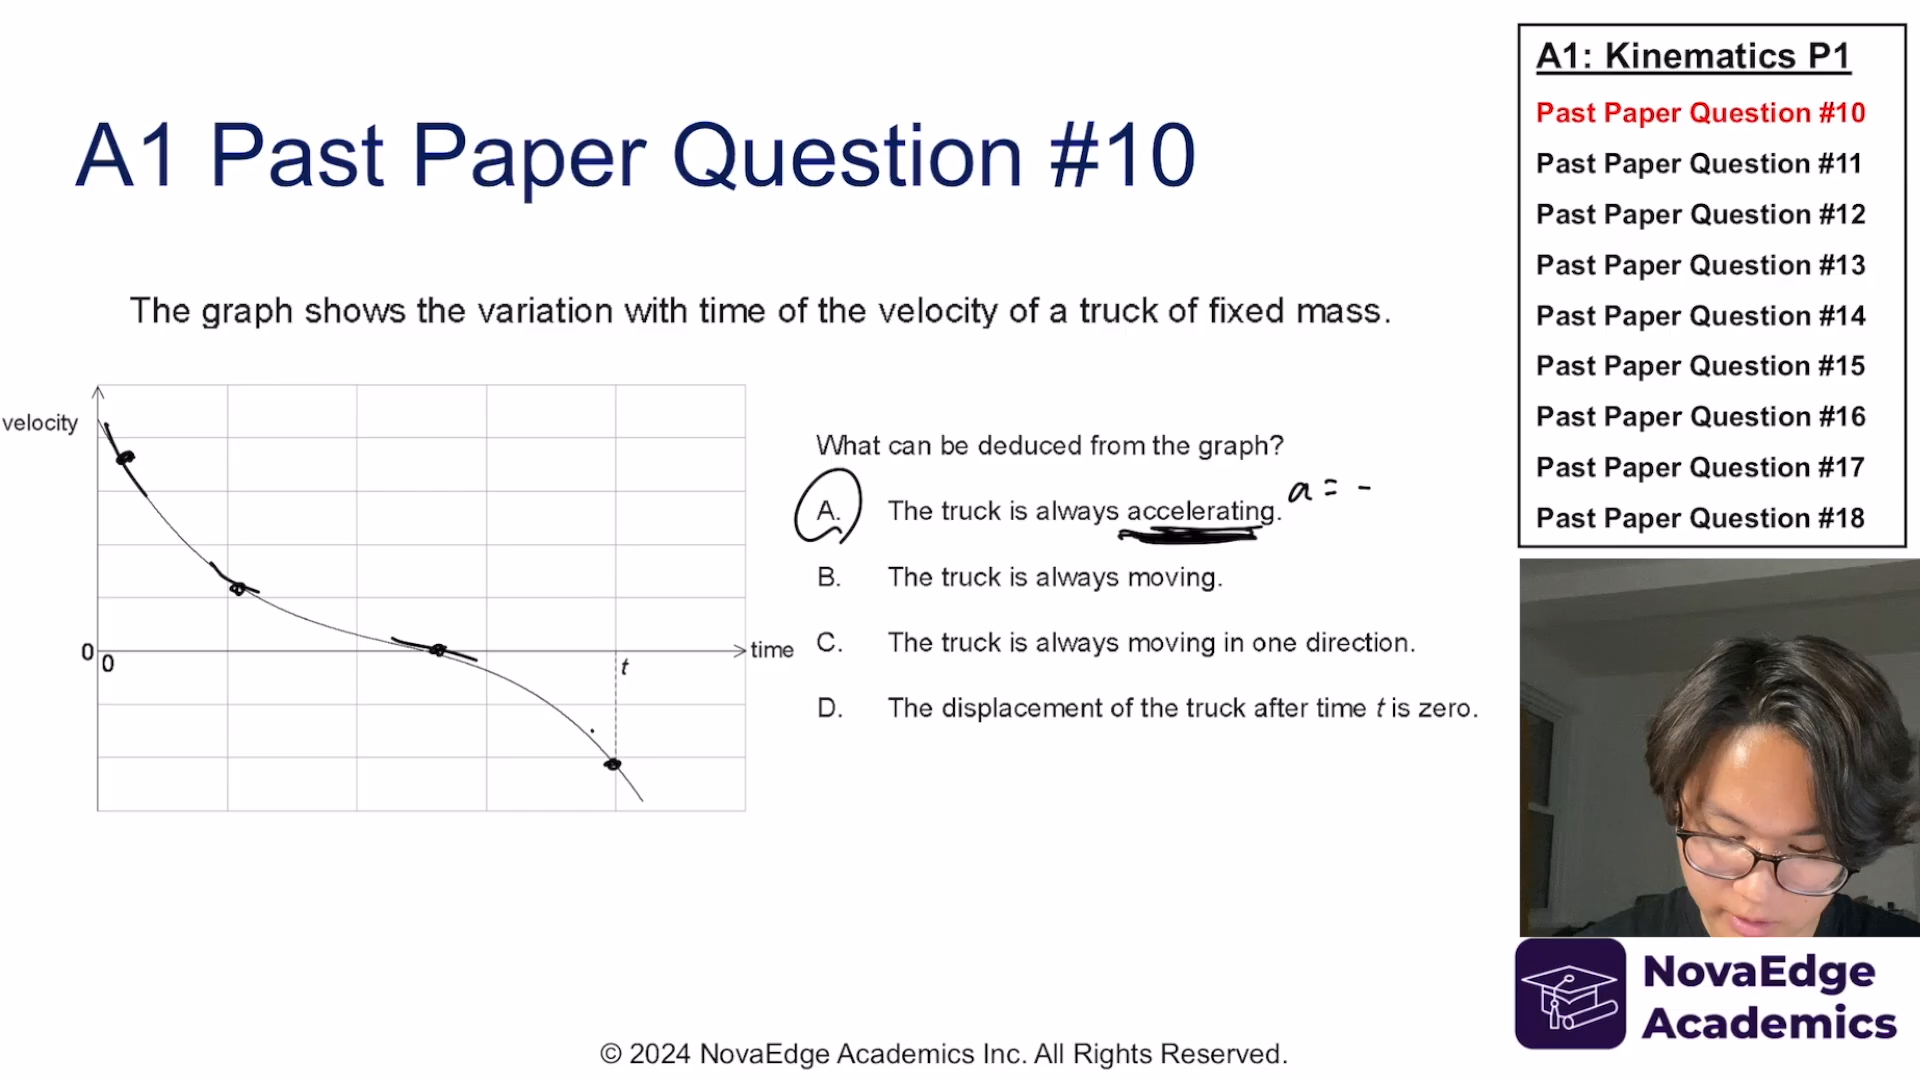 A1 Past Paper Question #10
The graph shows the variation with time of the velocity of a truck of fixed mass.
velocity
0
0
t
time
What can be deduced from the graph?
A. The truck is always accelerating. a = -
B. The truck is always moving.
C. The truck is always moving in one direction.
D. The displacement of the truck after time t is zero.
A1: Kinematics P1
Past Paper Question #10
Past Paper Question #11
Past Paper Question #12
Past Paper Question #13
Past Paper Question #14
Past Paper Question #15
Past Paper Question #16
Past Paper Question #17
Past Paper Question #18
NovaEdge
Academics
© 2024 NovaEdge Academics Inc. All Rights Reserved.